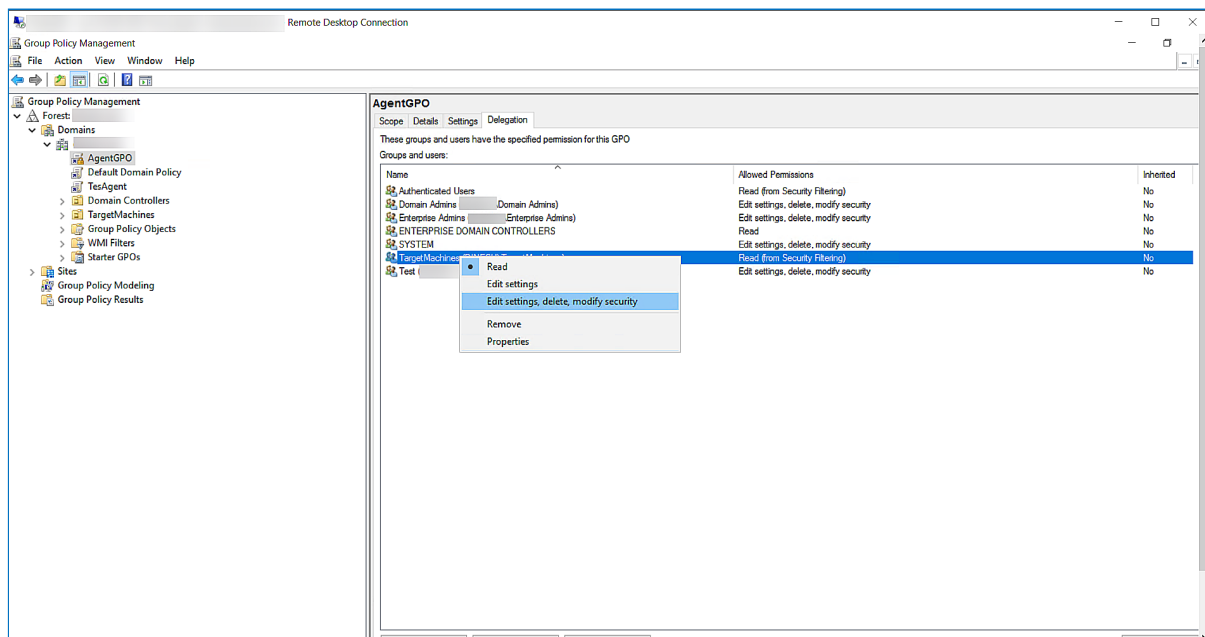 Remote Desktop Connection
Group Policy Management
File Action View Window Help
Group Policy Management
Forest:
Domains
AgentGPO
Default Domain Policy
TesAgent
Domain Controllers
TargetMachines
Group Policy Objects
WMI Filters
Starter GPOs
Sites
Group Policy Modeling
Group Policy Results
AgentGPO
Scope Details Settings Delegation
These groups and users have the specified permission for this GPO
Groups and users:
Name Allowed Permissions Inherited
Authenticated Users Read (from Security Filtering) No
Domain Admins Domain Admins) Edit settings, delete, modify security No
Enterprise Admins Enterprise Admins) Edit settings, delete, modify security No
ENTERPRISE DOMAIN CONTROLLERS Read No
SYSTEM Edit settings, delete, modify security No
TargetMachines Read (from Security Filtering) No
Test ( Edit settings, delete, modify security No
Read
Edit settings
Edit settings, delete, modify security
Remove
Properties